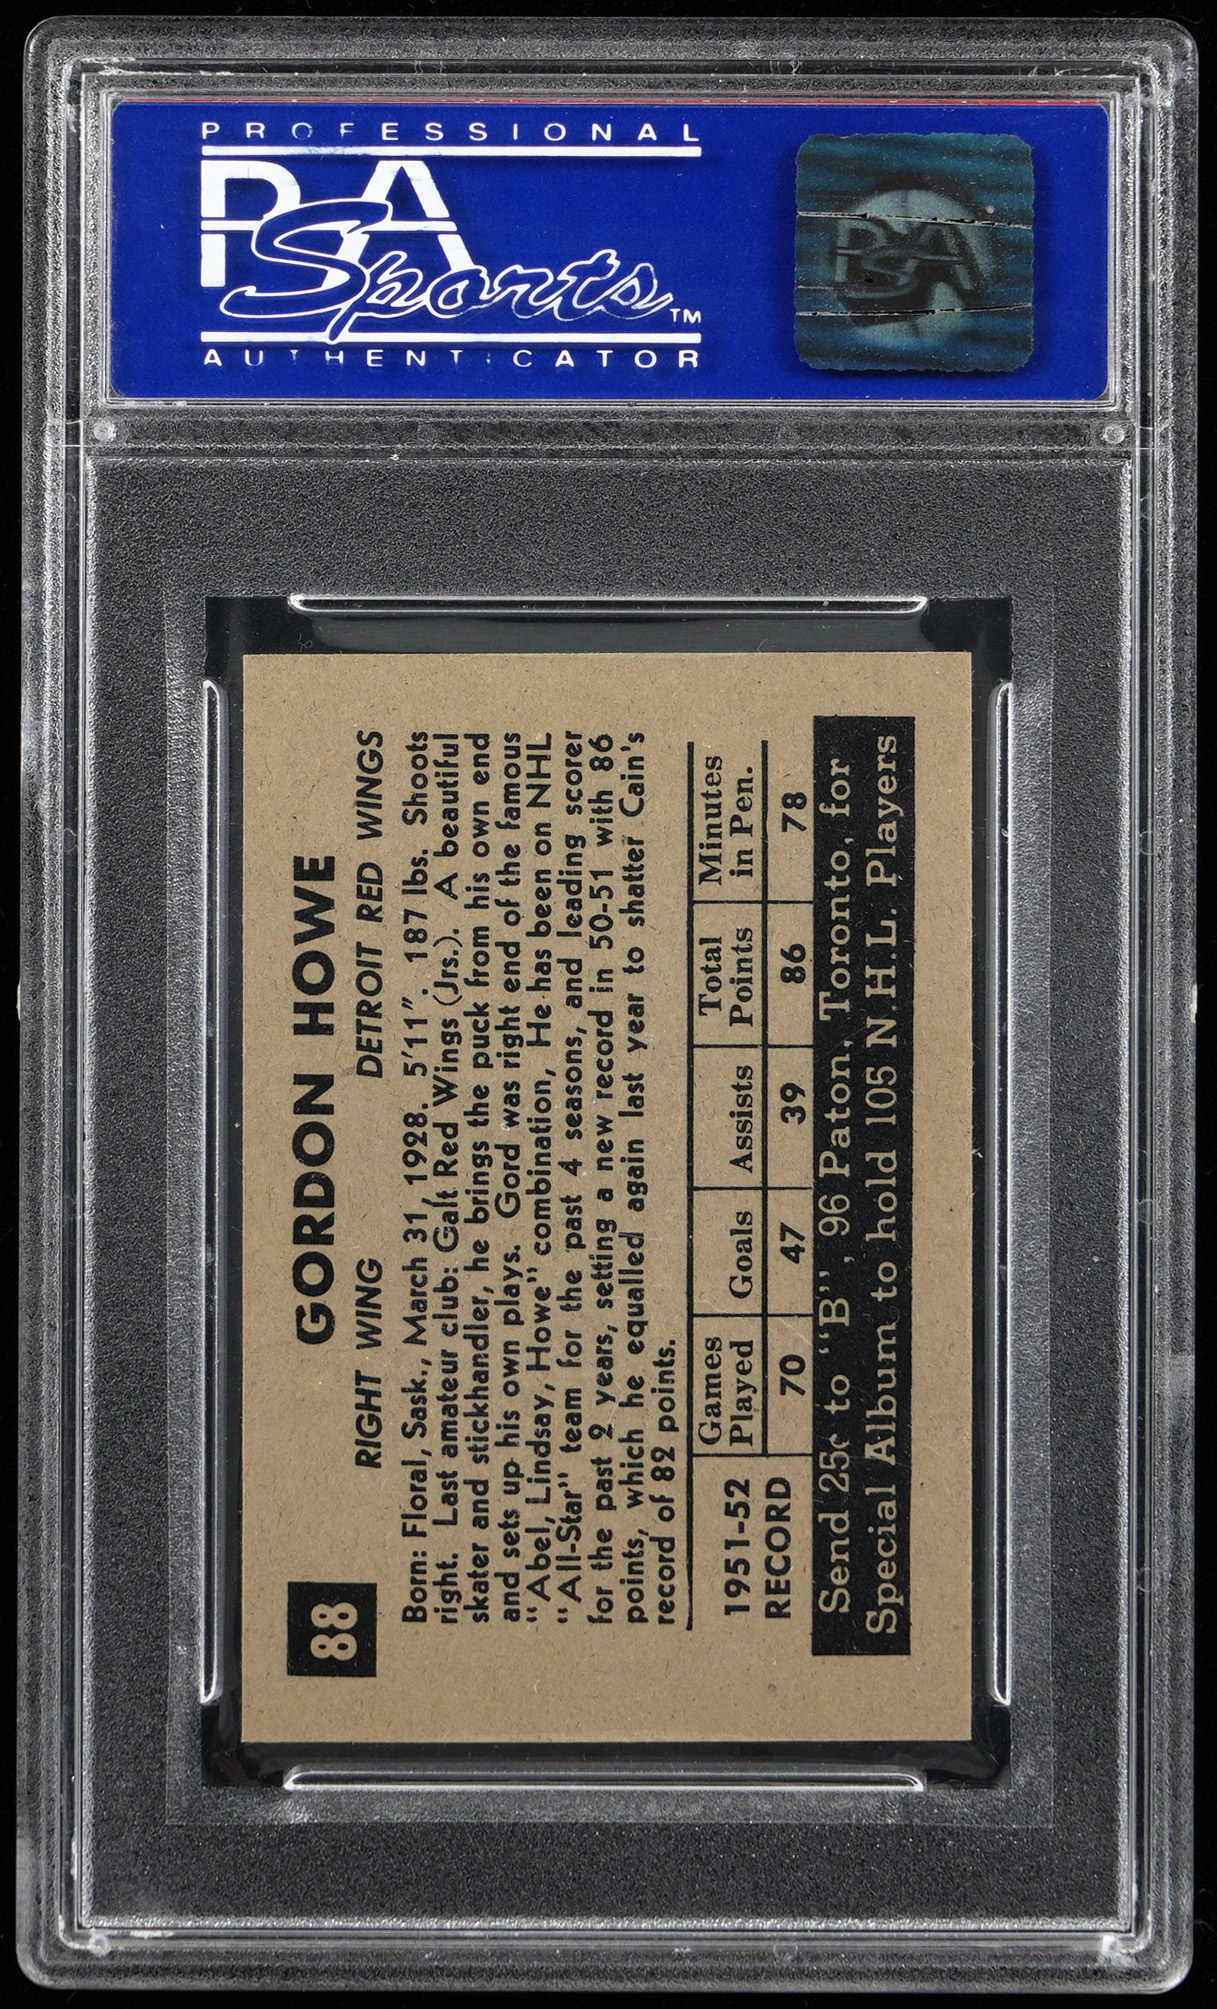 PROFESSIONAL
PSA
Sports™
AUTHENTICATOR
PSA
88
GORDON HOWE
RIGHT WING DETROIT RED WINGS
Born: Floral, Sask., March 31, 1928. 5'11". 187 lbs. Shoots
right. Last amateur club: Galt Red Wings (Jrs.). A beautiful
skater and stickhandler, he brings the puck from his own end
and sets up his own plays. Gord was right end of the famous
"Abel, Lindsay, Howe" combination, He has been on NHL
"All-Star" team for the past 4 seasons, and leading scorer
for the past 2 years, setting a new record in 50-51 with 86
points, which he equalled again last year to shatter Cain's
record of 82 points.
1951-52 RECORD
Games Played Goals Assists Total Points Minutes in Pen.
70 47 39 86 78
Send 25¢ to "B", 96 Paton, Toronto, for
Special Album to hold 105 N.H.L. Players